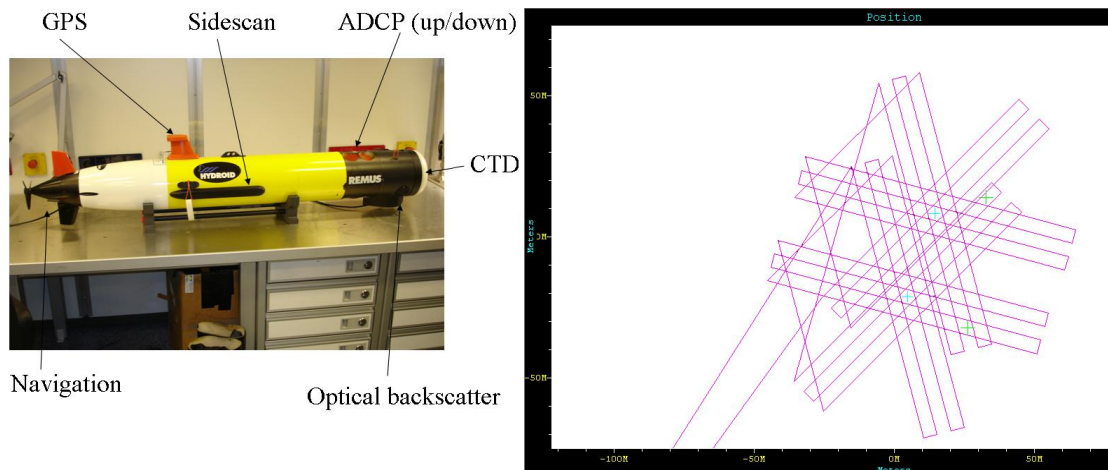 GPS
Sidescan
ADCP (up/down)
HYDROID
REMUS
CTD
Navigation
Optical backscatter
Position
50M
Meters
0M
-50M
-100M
-50M
0M
50M
Meters